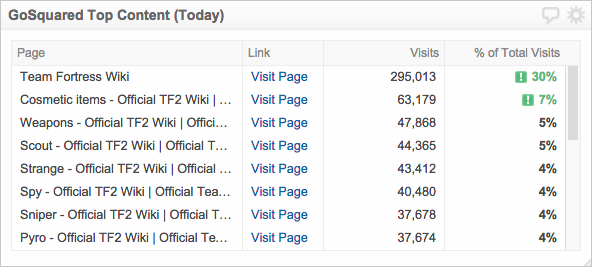 GoSquared Top Content (Today)
Page Link Visits % of Total Visits
Team Fortress Wiki Visit Page 295,013 30%
Cosmetic items - Official TF2 Wiki | ... Visit Page 63,179 7%
Weapons - Official TF2 Wiki | Offici... Visit Page 47,868 5%
Scout - Official TF2 Wiki | Official ... Visit Page 44,365 5%
Strange - Official TF2 Wiki | Officia... Visit Page 43,412 4%
Spy - Official TF2 Wiki | Official Tea... Visit Page 40,480 4%
Sniper - Official TF2 Wiki | Official T... Visit Page 37,678 4%
Pyro - Official TF2 Wiki | Official Te... Visit Page 37,674 4%